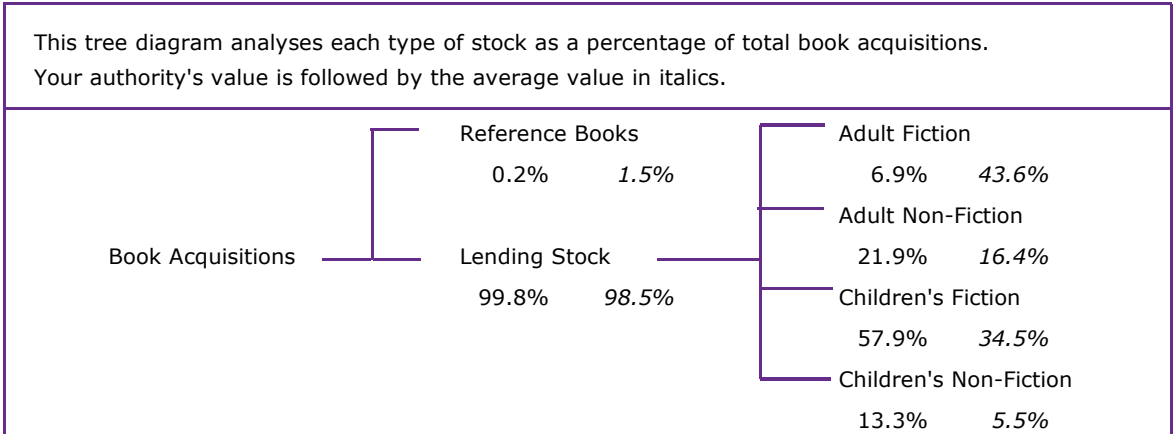 This tree diagram analyses each type of stock as a percentage of total book acquisitions.
Your authority's value is followed by the average value in italics.
Reference Books
0.2% 1.5%
Book Acquisitions
Lending Stock
99.8% 98.5%
Adult Fiction
6.9% 43.6%
Adult Non-Fiction
21.9% 16.4%
Children's Fiction
57.9% 34.5%
Children's Non-Fiction
13.3% 5.5%